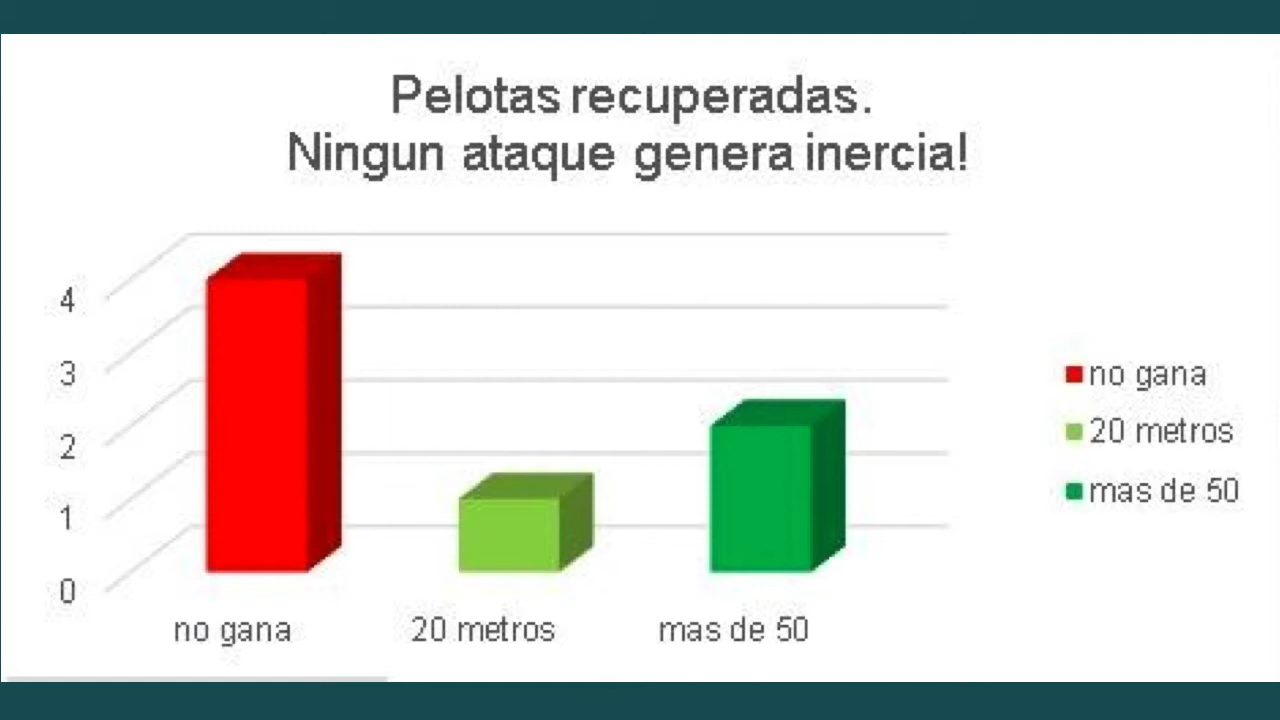 Pelotas recuperadas.
Ningun ataque genera inercia!
4
3
2
1
0
no gana
20 metros
mas de 50
no gana
20 metros
mas de 50